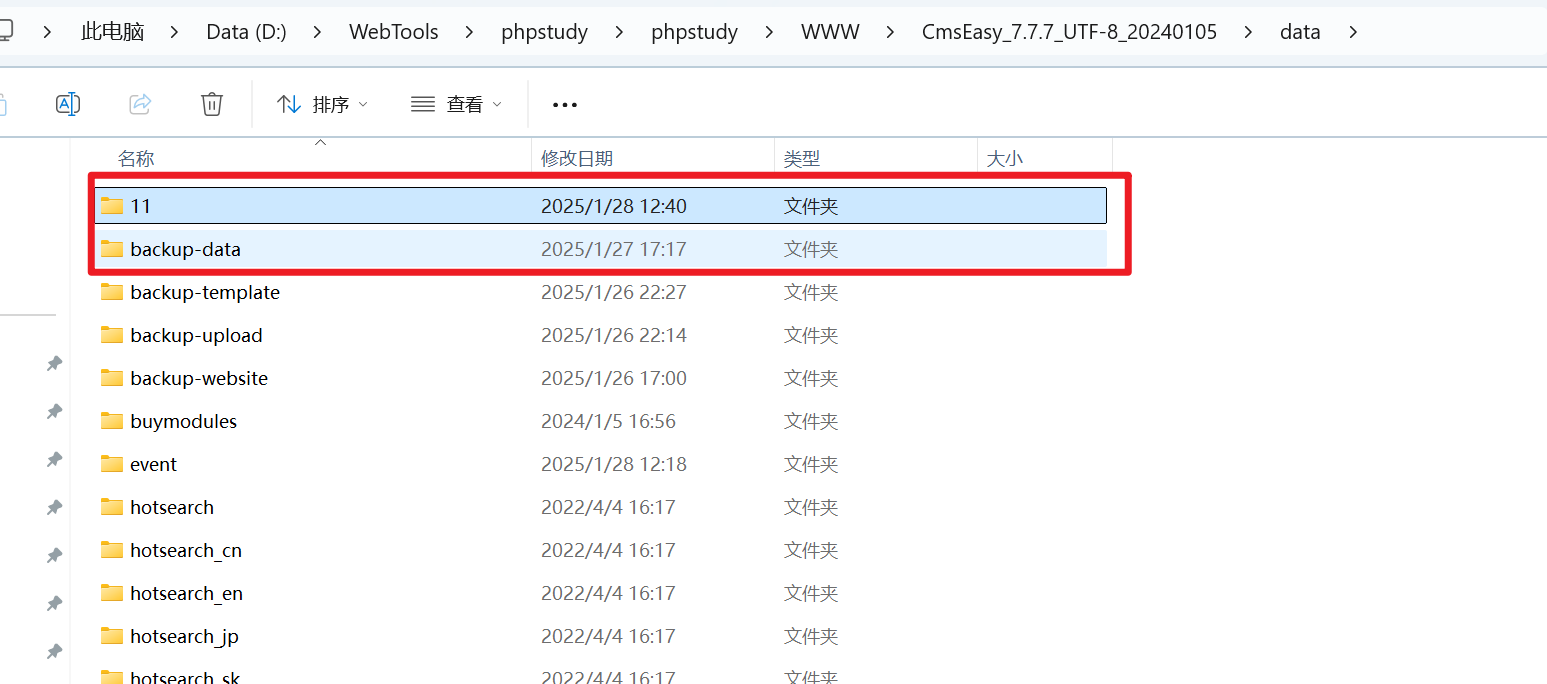 此电脑 > Data (D:) > WebTools > phpstudy > phpstudy > WWW > CmsEasy_7.7.7_UTF-8_20240105 > data >
排序 查看 •••
名称 修改日期 类型 大小
11 2025/1/28 12:40 文件夹
backup-data 2025/1/27 17:17 文件夹
backup-template 2025/1/26 22:27 文件夹
backup-upload 2025/1/26 22:14 文件夹
backup-website 2025/1/26 17:00 文件夹
buymodules 2024/1/5 16:56 文件夹
event 2025/1/28 12:18 文件夹
hotsearch 2022/4/4 16:17 文件夹
hotsearch_cn 2022/4/4 16:17 文件夹
hotsearch_en 2022/4/4 16:17 文件夹
hotsearch_jp 2022/4/4 16:17 文件夹
hotsearch_sk 2022/4/4 16:17 文件夹